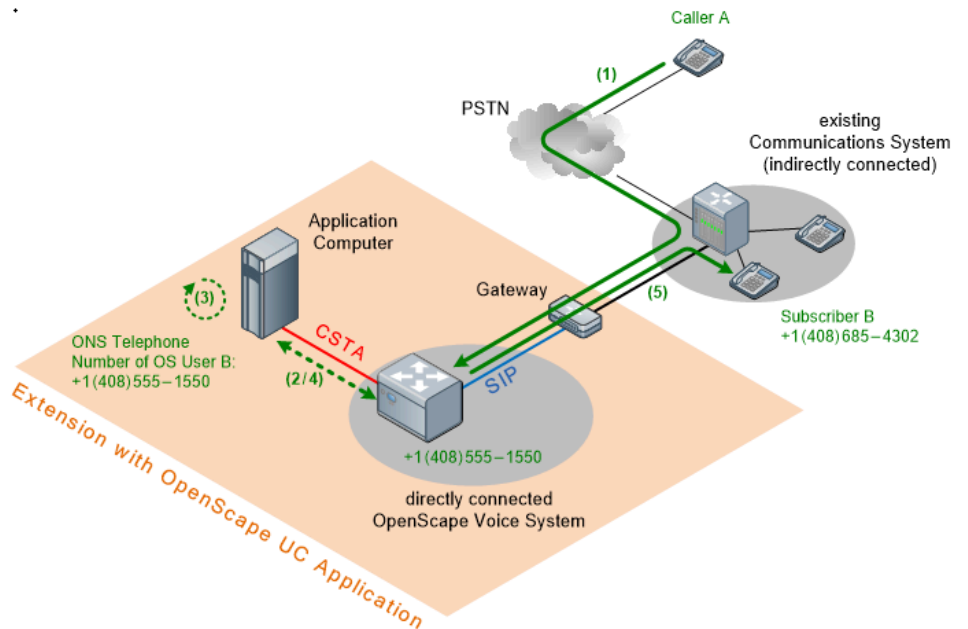 Caller A
(1)
PSTN
existing
Communications System
(indirectly connected)
Application
Computer
Gateway
(3)
(5)
Subscriber B
+1(408)685–4302
ONS Telephone
Number of OS User B:
+1(408)555–1550
CSTA
(2/4)
SIP
+1(408)555–1550
directly connected
OpenScape Voice System
Extension with OpenScape UC Application